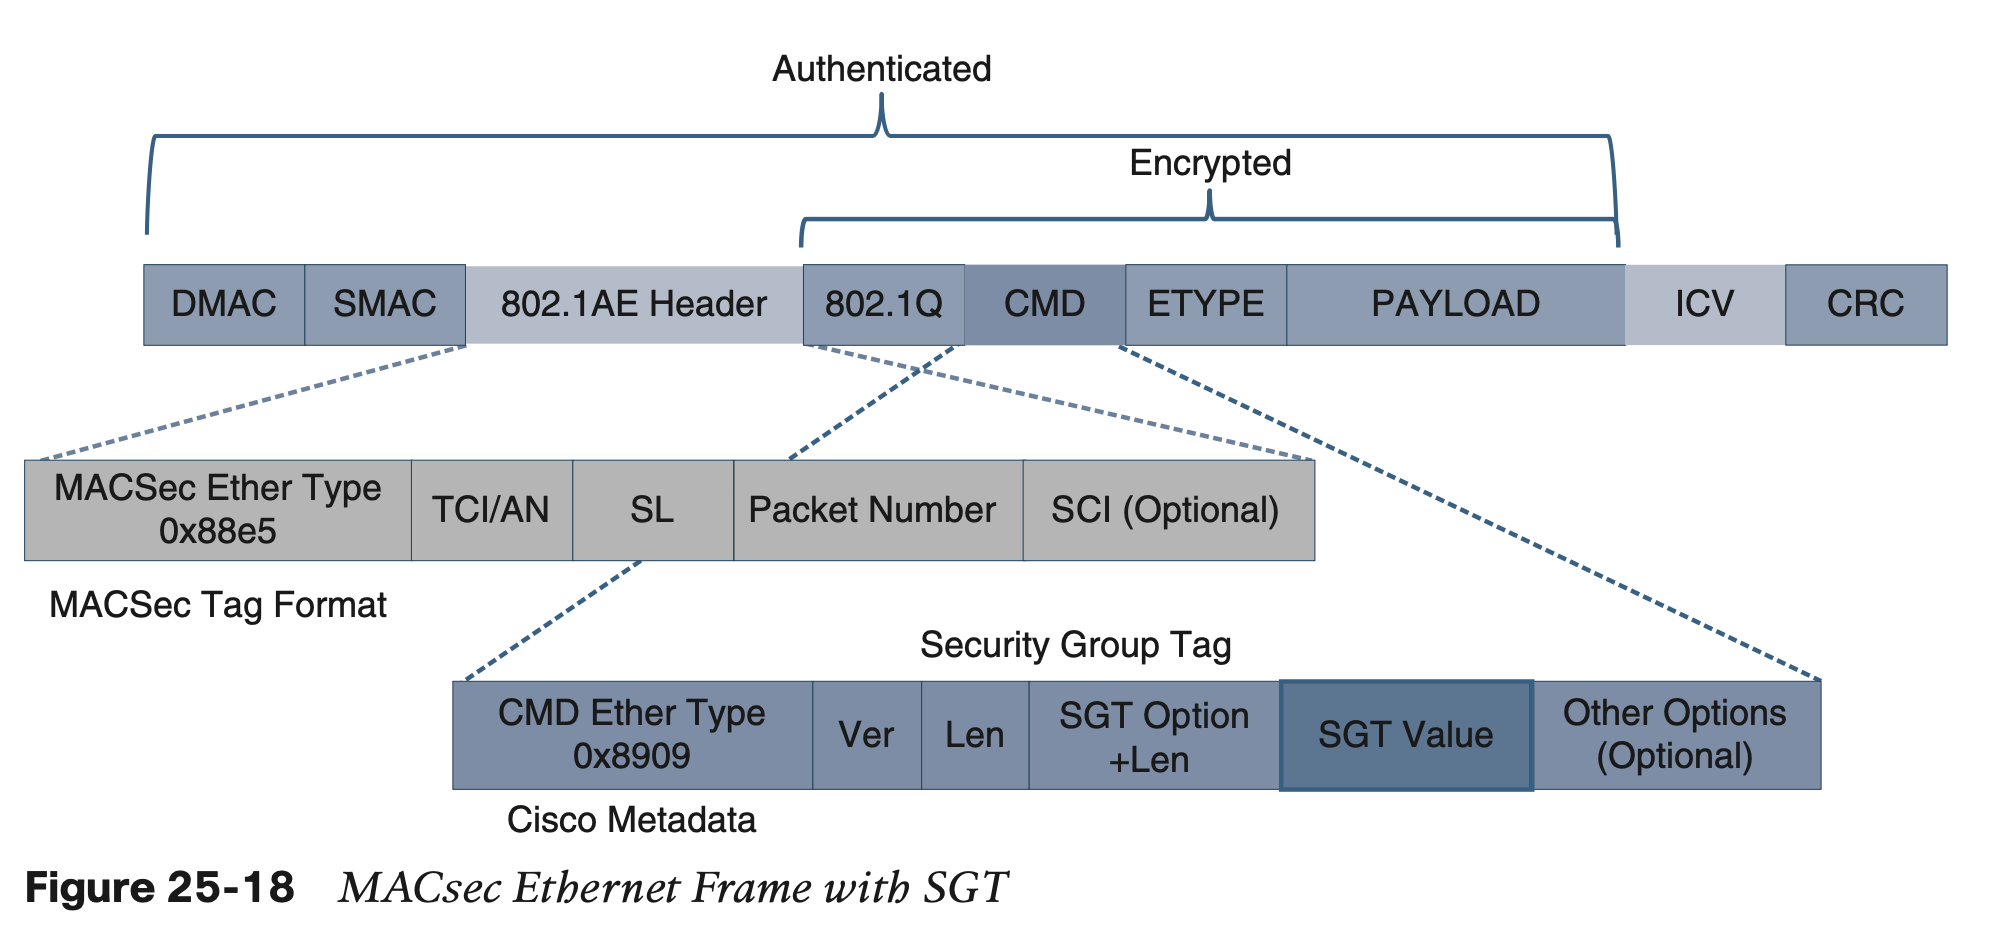 Authenticated
Encrypted
DMAC SMAC 802.1AE Header 802.1Q CMD ETYPE PAYLOAD ICV CRC
MACSec Ether Type
0x88e5
TCI/AN SL Packet Number SCI (Optional)
MACSec Tag Format
Security Group Tag
CMD Ether Type
0x8909
Ver Len
SGT Option
+Len
SGT Value
Other Options
(Optional)
Cisco Metadata
Figure 25-18 MACsec Ethernet Frame with SGT